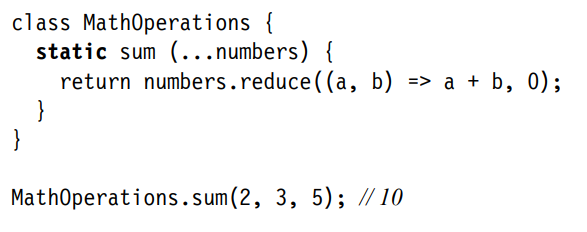 class MathOperations {
  static sum (...numbers) {
    return numbers.reduce((a, b) => a + b, 0);
  }
}
MathOperations.sum(2, 3, 5); // 10